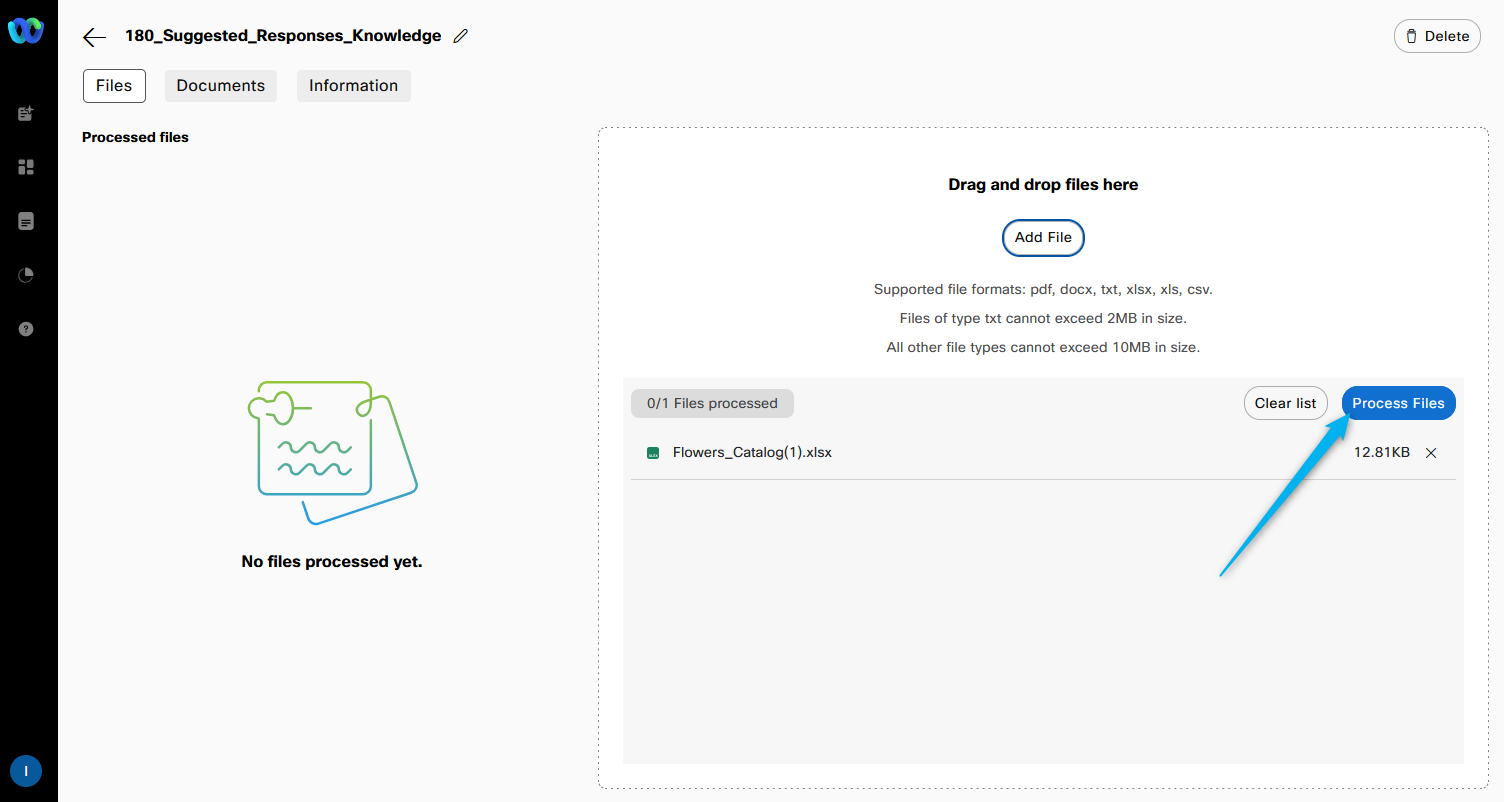 180_Suggested_Responses_Knowledge
Delete
Files
Documents
Information
Processed files
No files processed yet.
Drag and drop files here
Add File
Supported file formats: pdf, docx, txt, xlsx, xls, csv.
Files of type txt cannot exceed 2MB in size.
All other file types cannot exceed 10MB in size.
0/1 Files processed
Clear list
Process Files
Flowers_Catalog(1).xlsx
12.81KB
?
I